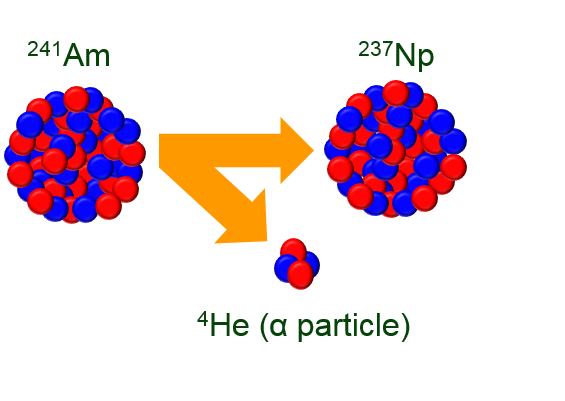 ²⁴¹Am
²³⁷Np
⁴He (α particle)